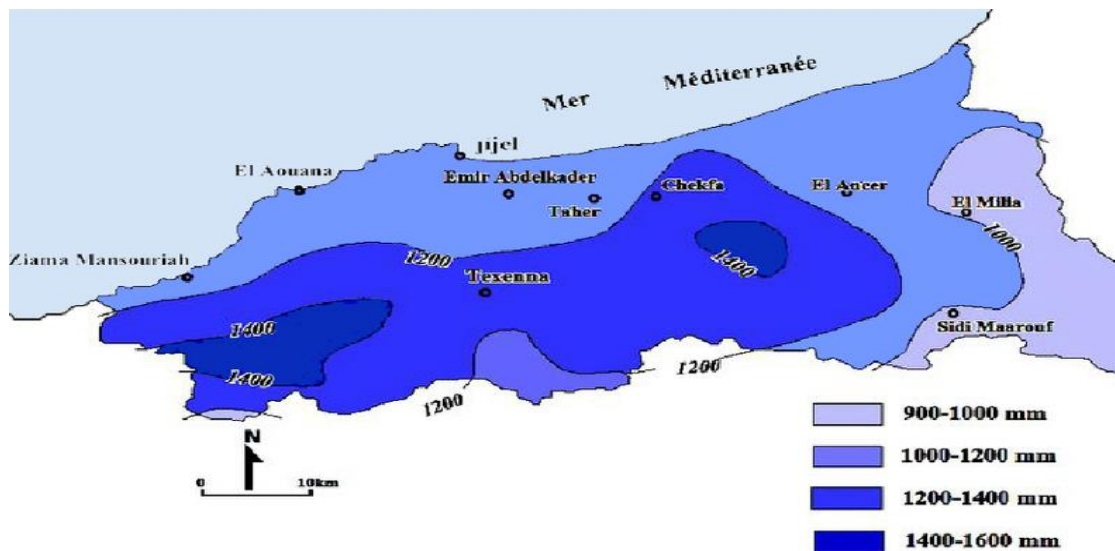 Mer Méditerranée
jijel
El Aouana
Emir Abdelkader
Chekfa
El Ancer
Taher
El Milia
1000
Ziama Mansouriah
1200
1400
Texenna
1400
Sidi Maarouf
1400
1200
1200
900-1000 mm
N
1000-1200 mm
0 10km
1200-1400 mm
1400-1600 mm